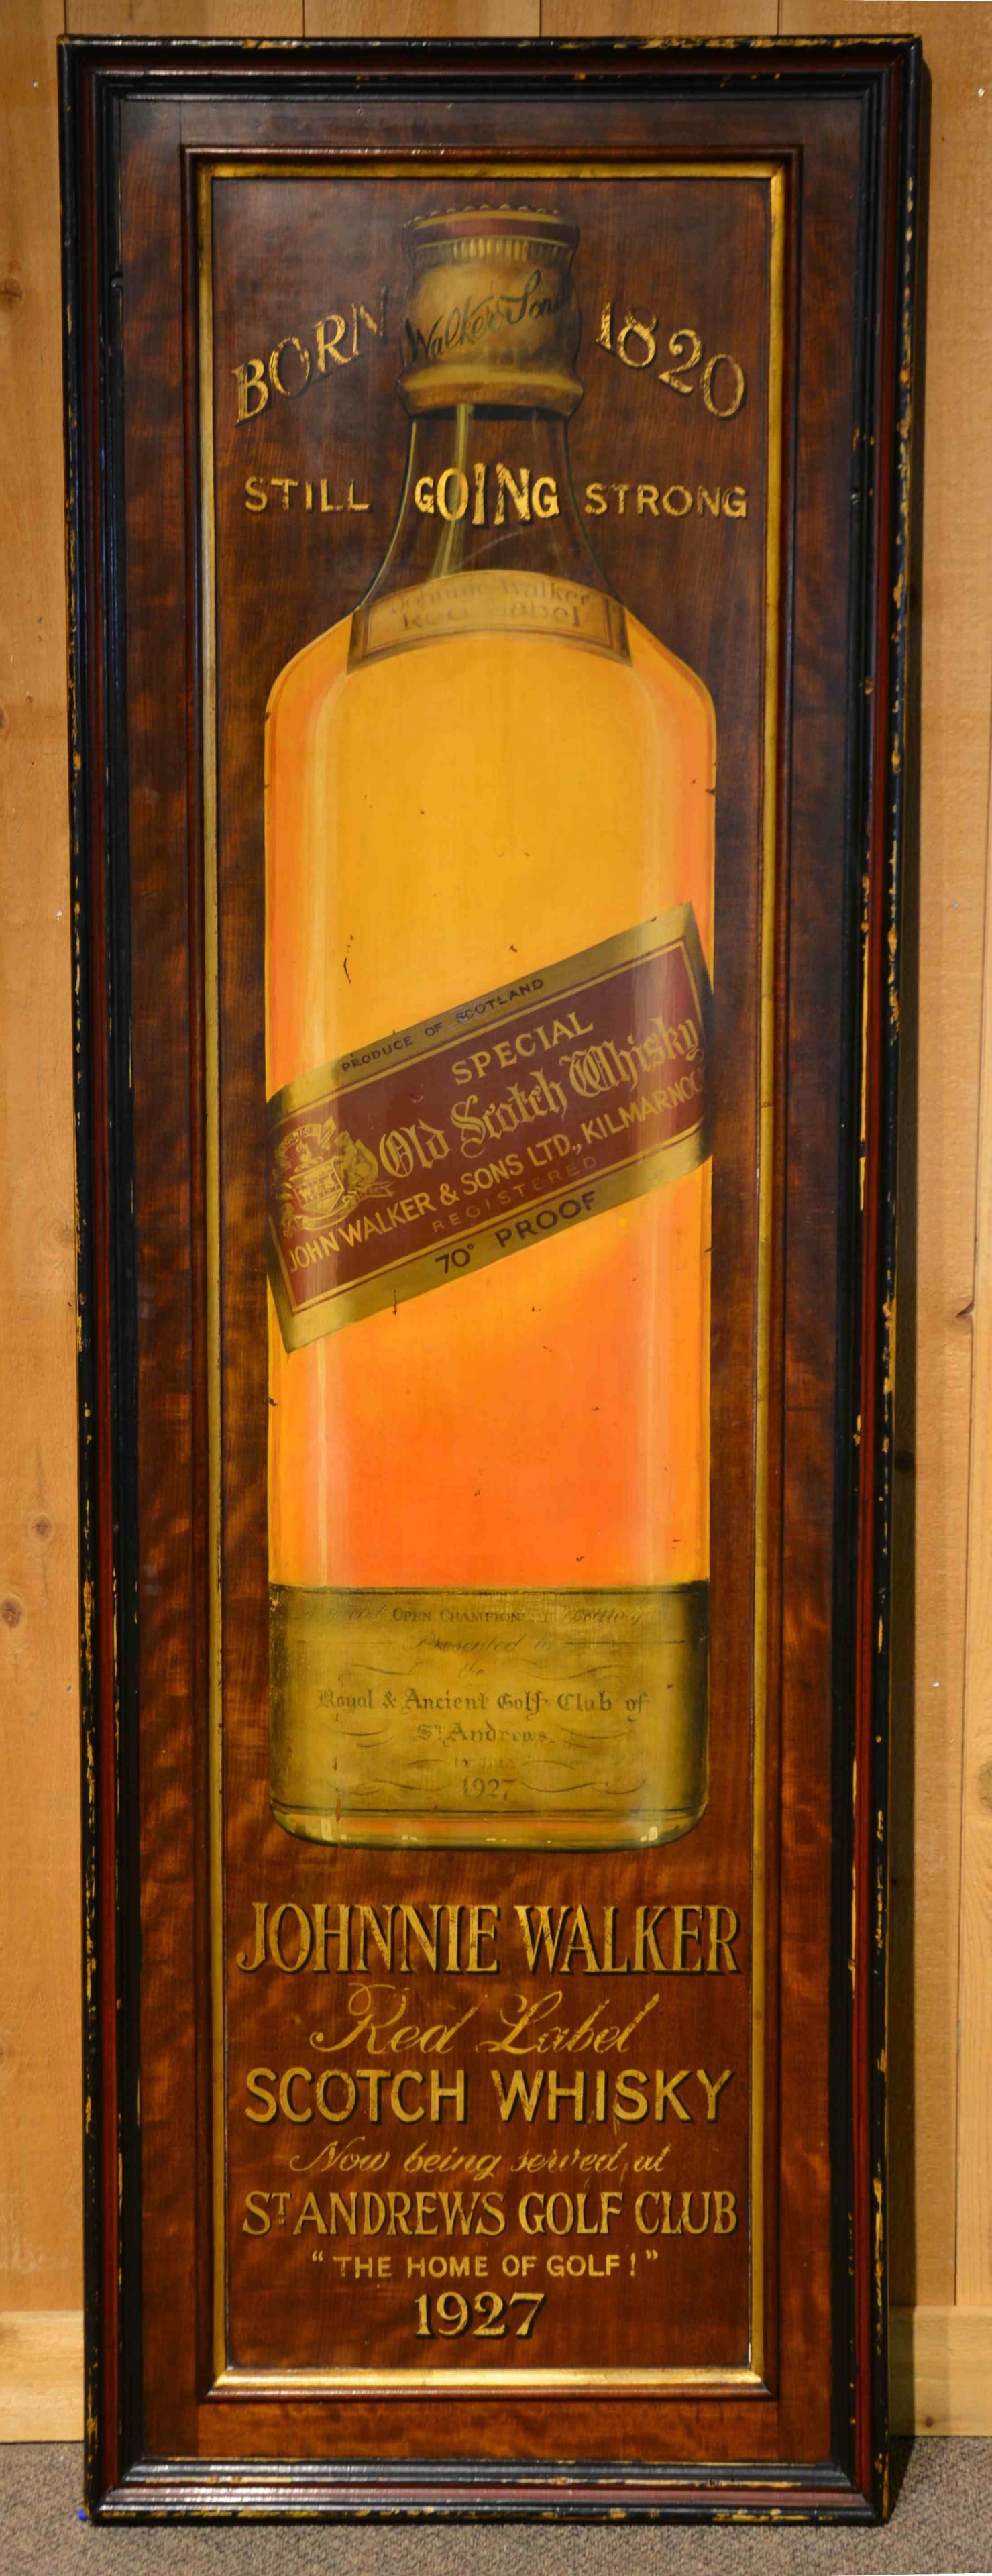 BORN 1820
Walker Sons
STILL GOING STRONG
Johnnie Walker
Red Label
PRODUCE OF SCOTLAND
SPECIAL
Old Scotch Whisky
JOHN WALKER & SONS LTD., KILMARNOC
REGISTERED
70° PROOF
OPEN CHAMPIONSHIP Bottling
Presented to
the
Royal & Ancient Golf Club of
St Andrews
JULY
1927
JOHNNIE WALKER
Red Label
SCOTCH WHISKY
Now being served at
ST ANDREWS GOLF CLUB
"THE HOME OF GOLF!"
1927